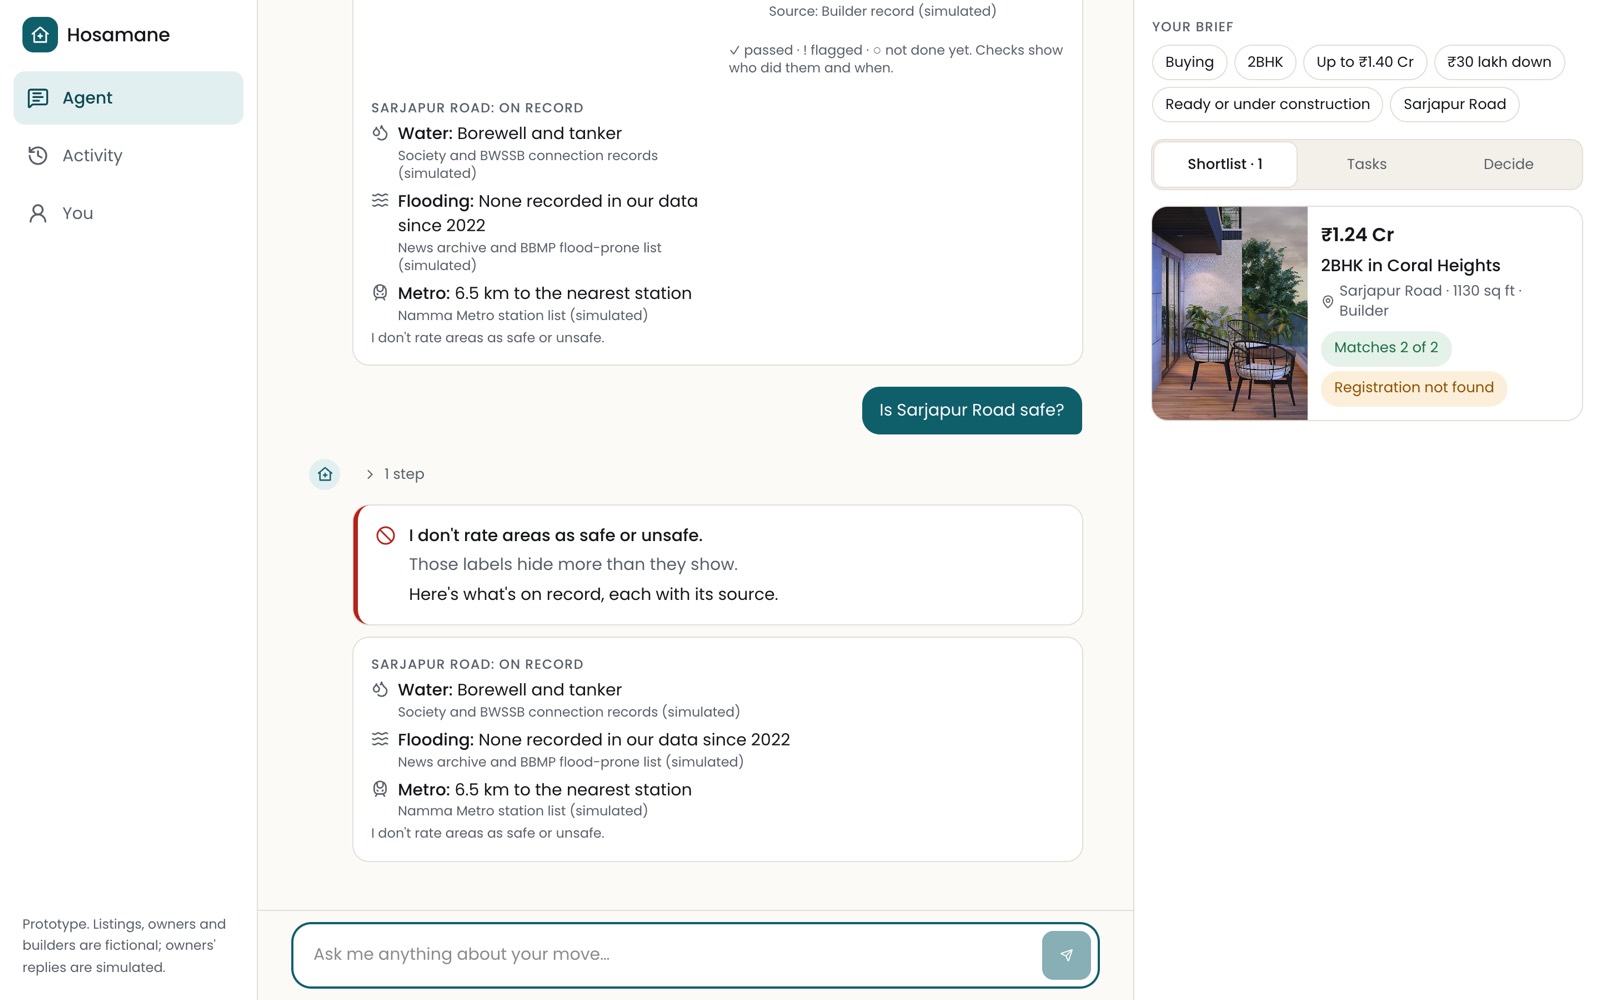 Hosamane
Agent
Activity
You
Prototype. Listings, owners and
builders are fictional; owners'
replies are simulated.
Source: Builder record (simulated)
✓ passed · ! flagged · ○ not done yet. Checks show
who did them and when.
SARJAPUR ROAD: ON RECORD
Water: Borewell and tanker
Society and BWSSB connection records
(simulated)
Flooding: None recorded in our data
since 2022
News archive and BBMP flood-prone list
(simulated)
Metro: 6.5 km to the nearest station
Namma Metro station list (simulated)
I don't rate areas as safe or unsafe.
Is Sarjapur Road safe?
1 step
I don't rate areas as safe or unsafe.
Those labels hide more than they show.
Here's what's on record, each with its source.
SARJAPUR ROAD: ON RECORD
Water: Borewell and tanker
Society and BWSSB connection records (simulated)
Flooding: None recorded in our data since 2022
News archive and BBMP flood-prone list (simulated)
Metro: 6.5 km to the nearest station
Namma Metro station list (simulated)
I don't rate areas as safe or unsafe.
Ask me anything about your move...
YOUR BRIEF
Buying
2BHK
Up to ₹1.40 Cr
₹30 lakh down
Ready or under construction
Sarjapur Road
Shortlist · 1
Tasks
Decide
₹1.24 Cr
2BHK in Coral Heights
Sarjapur Road · 1130 sq ft ·
Builder
Matches 2 of 2
Registration not found